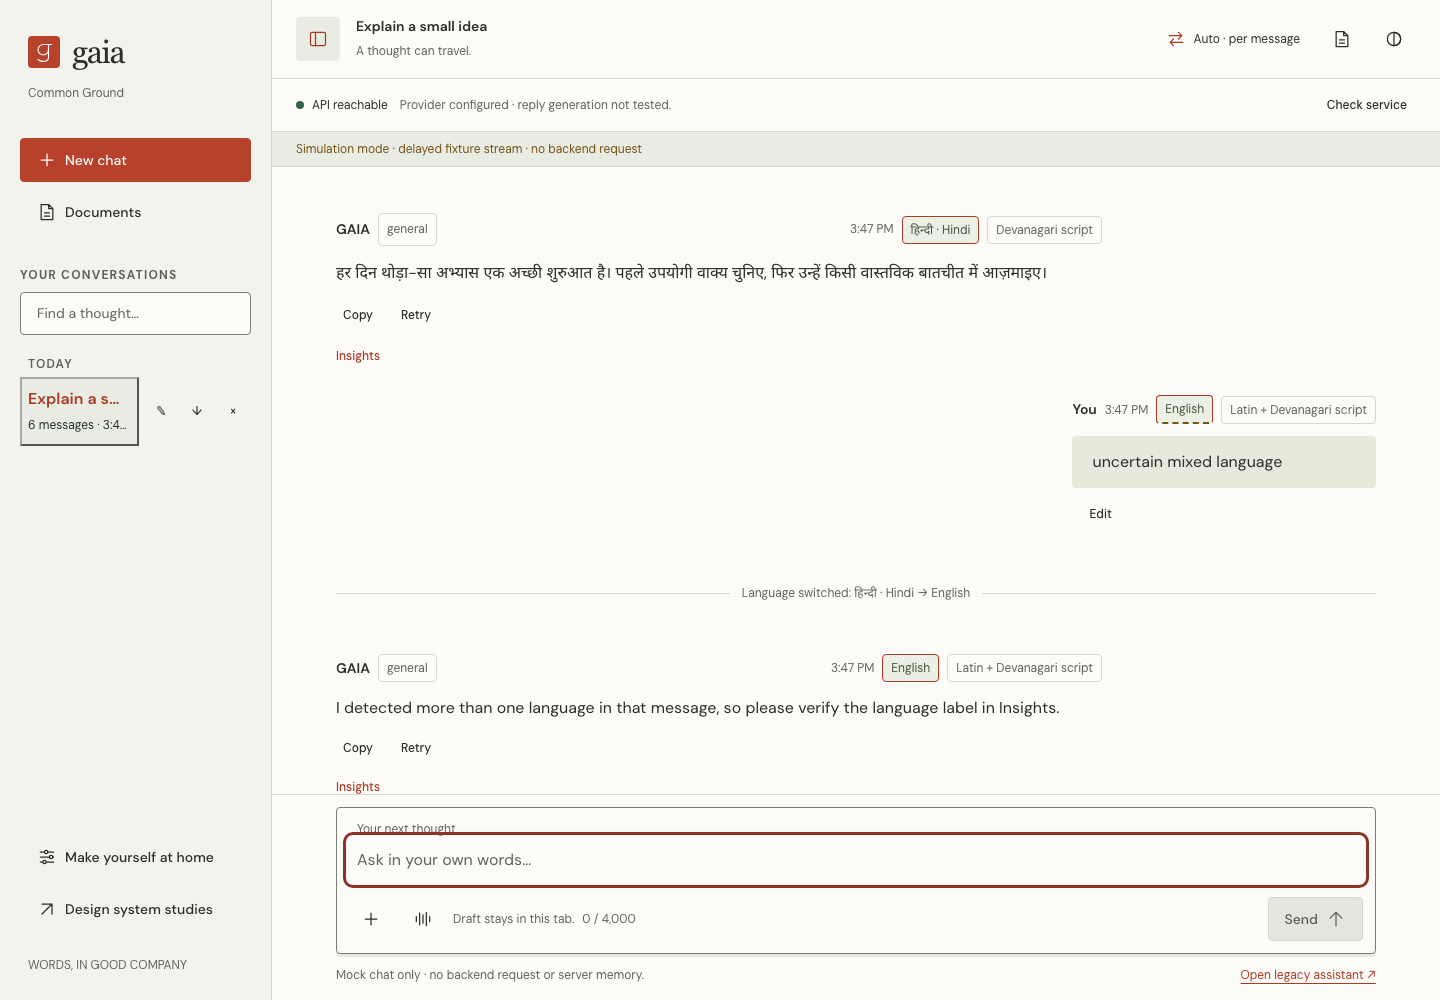 g gaia
Common Ground
New chat
Documents
YOUR CONVERSATIONS
Find a thought...
TODAY
Explain a s...
6 messages · 3:4...
Make yourself at home
Design system studies
WORDS, IN GOOD COMPANY
Explain a small idea
A thought can travel.
Auto · per message
API reachable Provider configured · reply generation not tested.
Check service
Simulation mode · delayed fixture stream · no backend request
GAIA general 3:47 PM हिन्दी · Hindi Devanagari script
हर दिन थोड़ा-सा अभ्यास एक अच्छी शुरुआत है। पहले उपयोगी वाक्य चुनिए, फिर उन्हें किसी वास्तविक बातचीत में आज़माइए।
Copy Retry
Insights
You 3:47 PM English Latin + Devanagari script
uncertain mixed language
Edit
Language switched: हिन्दी · Hindi → English
GAIA general 3:47 PM English Latin + Devanagari script
I detected more than one language in that message, so please verify the language label in Insights.
Copy Retry
Insights
Your next thought
Ask in your own words...
Draft stays in this tab. 0 / 4,000
Send
Mock chat only · no backend request or server memory.
Open legacy assistant ↗